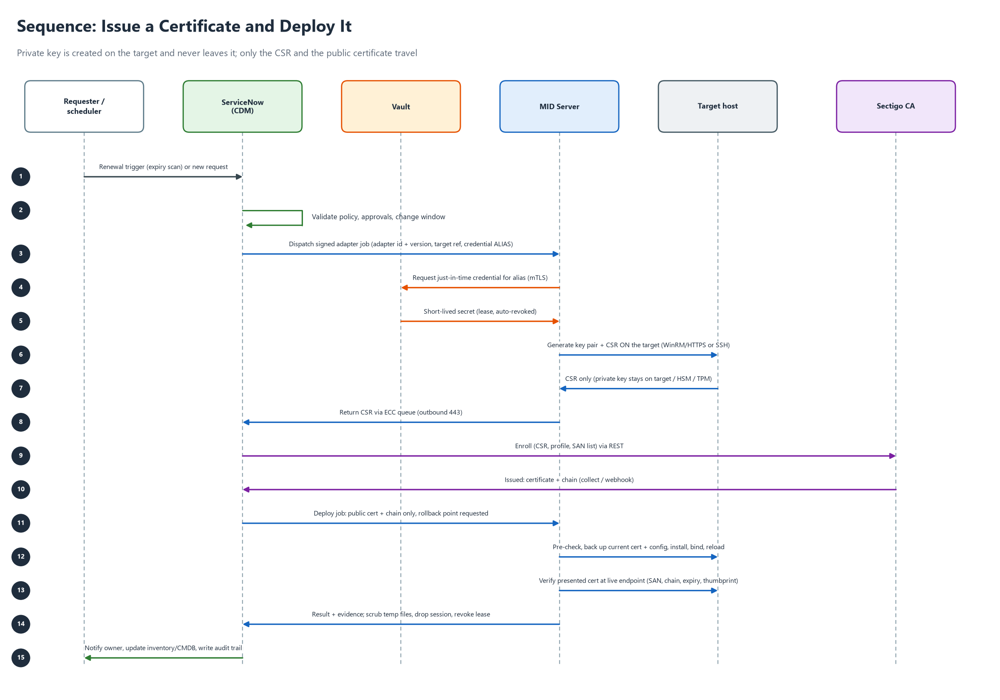 Sequence: Issue a Certificate and Deploy It
Private key is created on the target and never leaves it; only the CSR and the public certificate travel
Requester /
scheduler
ServiceNow
(CDM)
Vault
MID Server
Target host
Sectigo CA
1
Renewal trigger (expiry scan) or new request
2
Validate policy, approvals, change window
3
Dispatch signed adapter job (adapter id + version, target ref, credential ALIAS)
4
Request just-in-time credential for alias (mTLS)
5
Short-lived secret (lease, auto-revoked)
6
Generate key pair + CSR ON the target (WinRM/HTTPS or SSH)
7
CSR only (private key stays on target / HSM / TPM)
8
Return CSR via ECC queue (outbound 443)
9
Enroll (CSR, profile, SAN list) via REST
10
Issued: certificate + chain (collect / webhook)
11
Deploy job: public cert + chain only, rollback point requested
12
Pre-check, back up current cert + config, install, bind, reload
13
Verify presented cert at live endpoint (SAN, chain, expiry, thumbprint)
14
Result + evidence; scrub temp files, drop session, revoke lease
15
Notify owner, update inventory/CMDB, write audit trail